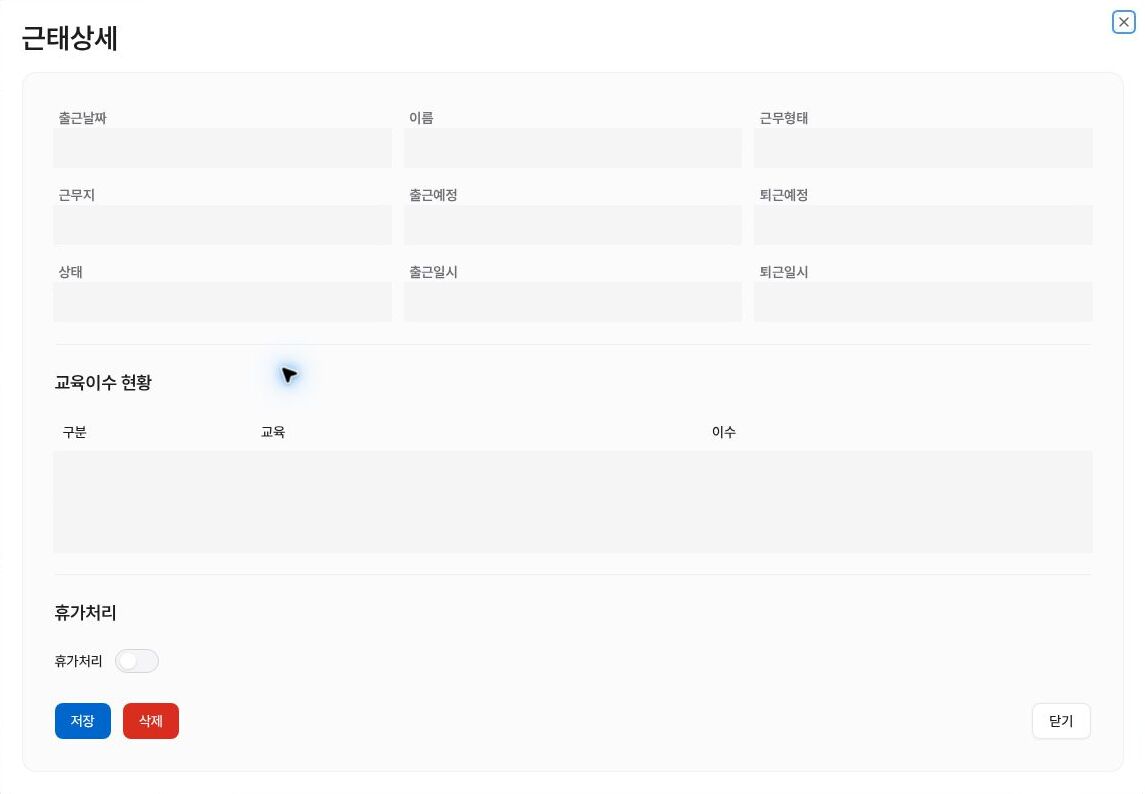 근태상세
출근날짜 이름 근무형태
근무지 출근예정 퇴근예정
상태 출근일시 퇴근일시
교육이수 현황
구분 교육 이수
휴가처리
휴가처리
저장 삭제 닫기